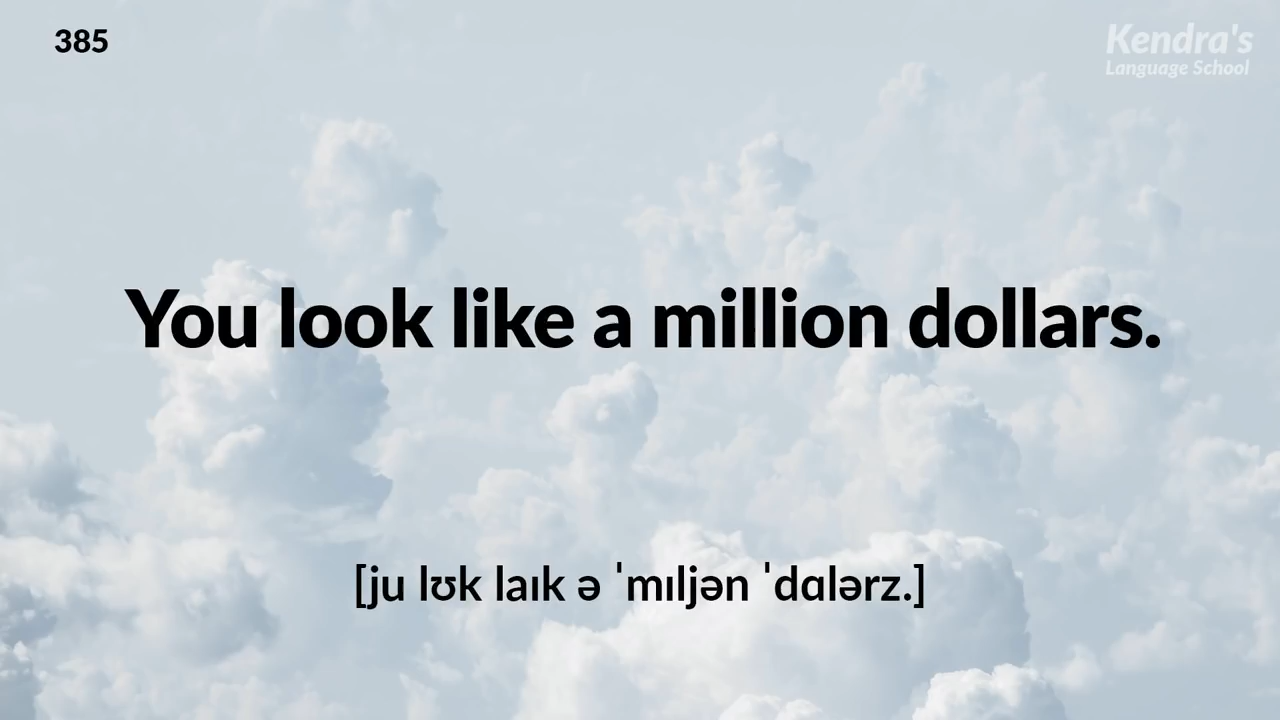 385
Kendra's
Language School
You look like a million dollars.
[ju lʊk laɪk ə ˈmɪljən ˈdɑlərz.]